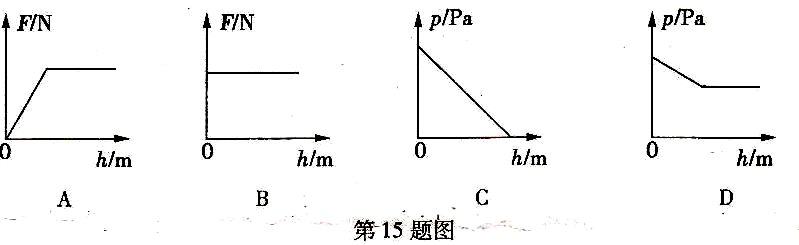 F/N F/N p/Pa p/Pa
0 h/m 0 h/m 0 h/m 0 h/m
A B C D
第15题图